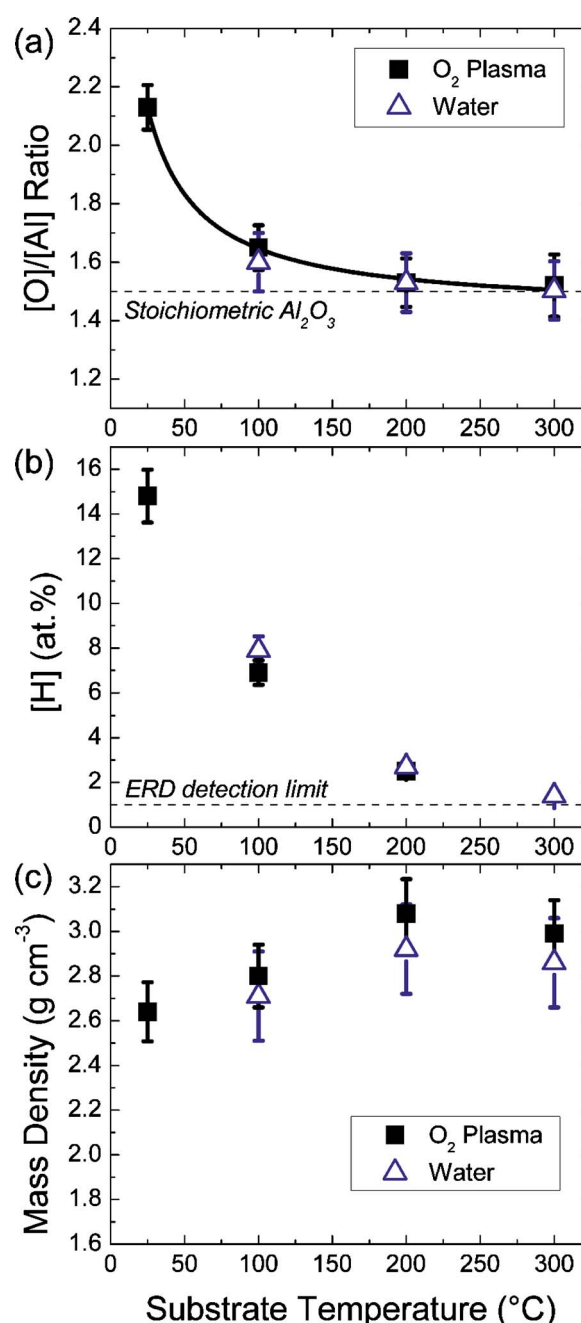 (a)
2.4
2.2
2.0
1.8
1.6
1.4
1.2
[O]/[Al] Ratio
O₂ Plasma
Water
Stoichiometric Al₂O₃
0 50 100 150 200 250 300
(b)
16
14
12
10
8
6
4
2
0
[H] (at.%)
ERD detection limit
0 50 100 150 200 250 300
(c)
3.2
3.0
2.8
2.6
2.4
2.2
2.0
1.8
1.6
Mass Density (g cm⁻³)
O₂ Plasma
Water
0 50 100 150 200 250 300
Substrate Temperature (°C)